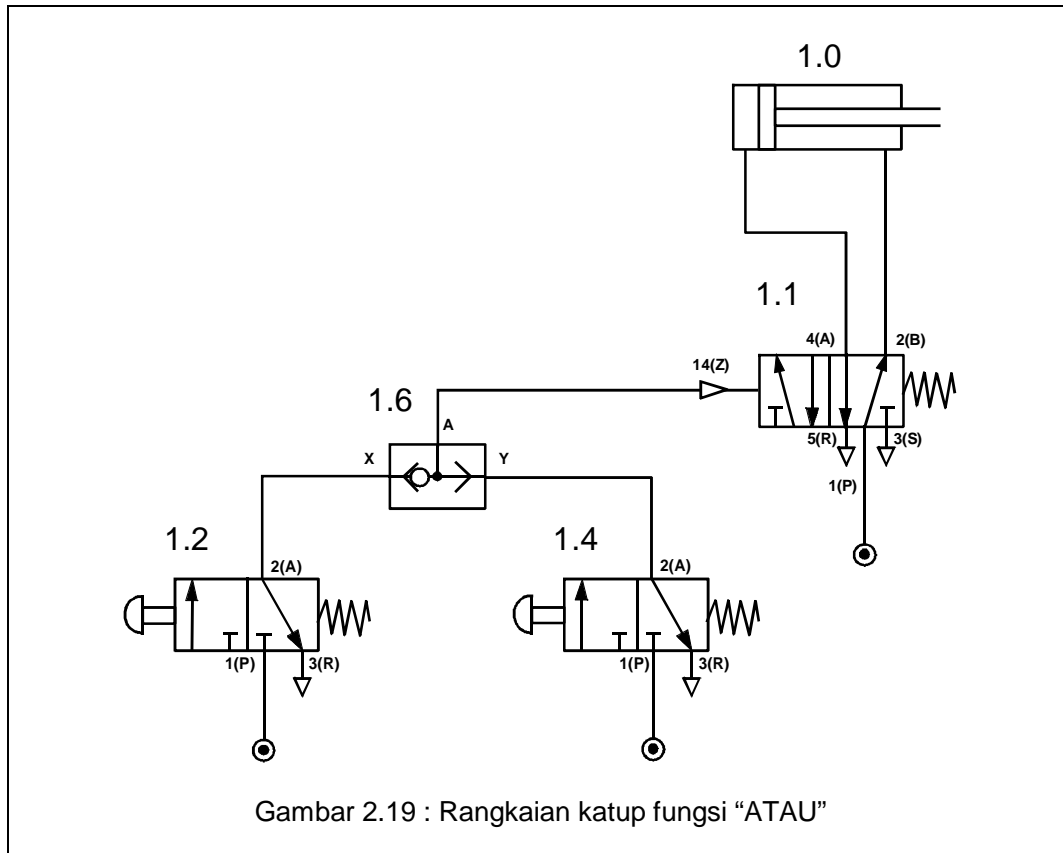 1.0
1.1
4(A) 2(B)
14(Z)
5(R) 3(S)
1(P)
1.6
A
X Y
1.2
2(A)
1(P) 3(R)
1.4
2(A)
1(P) 3(R)
Gambar 2.19 : Rangkaian katup fungsi “ATAU”